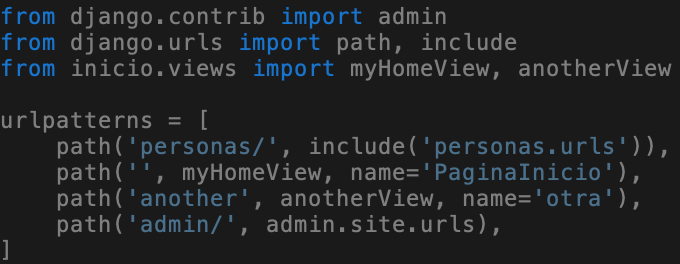 from django.contrib import admin
from django.urls import path, include
from inicio.views import myHomeView, anotherView
urlpatterns = [
    path('personas/', include('personas.urls')),
    path('', myHomeView, name='PaginaInicio'),
    path('another', anotherView, name='otra'),
    path('admin/', admin.site.urls),
]